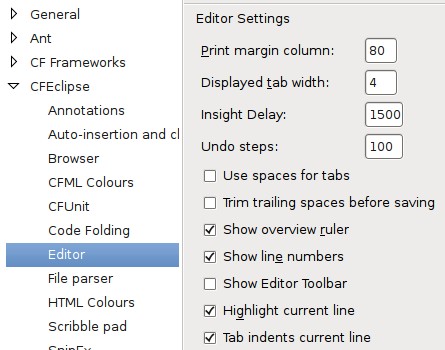 General
Ant
CF Frameworks
CFEclipse
Annotations
Auto-insertion and cl
Browser
CFML Colours
CFUnit
Code Folding
Editor
File parser
HTML Colours
Scribble pad
SnipEx
Editor Settings
Print margin column: 80
Displayed tab width: 4
Insight Delay: 1500
Undo steps: 100
Use spaces for tabs
Trim trailing spaces before saving
Show overview ruler
Show line numbers
Show Editor Toolbar
Highlight current line
Tab indents current line